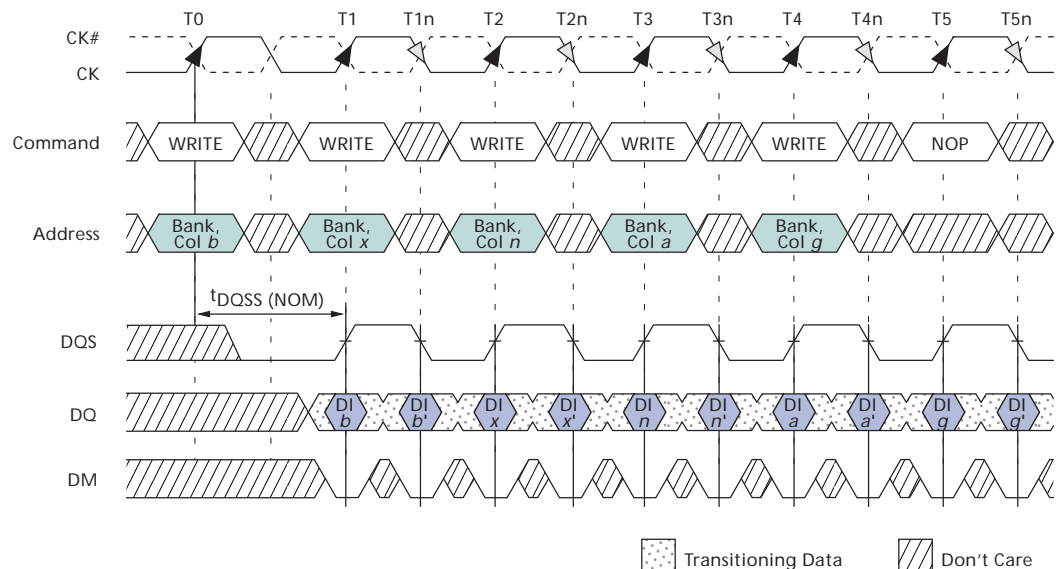 T0 T1 T1n T2 T2n T3 T3n T4 T4n T5 T5n
CK#
CK
Command WRITE WRITE WRITE WRITE WRITE NOP
Address Bank, Col b Bank, Col x Bank, Col n Bank, Col a Bank, Col g
tDQSS (NOM)
DQS
DQ DI b DI b' DI x DI x' DI n DI n' DI a DI a' DI g DI g'
DM
Transitioning Data Don't Care